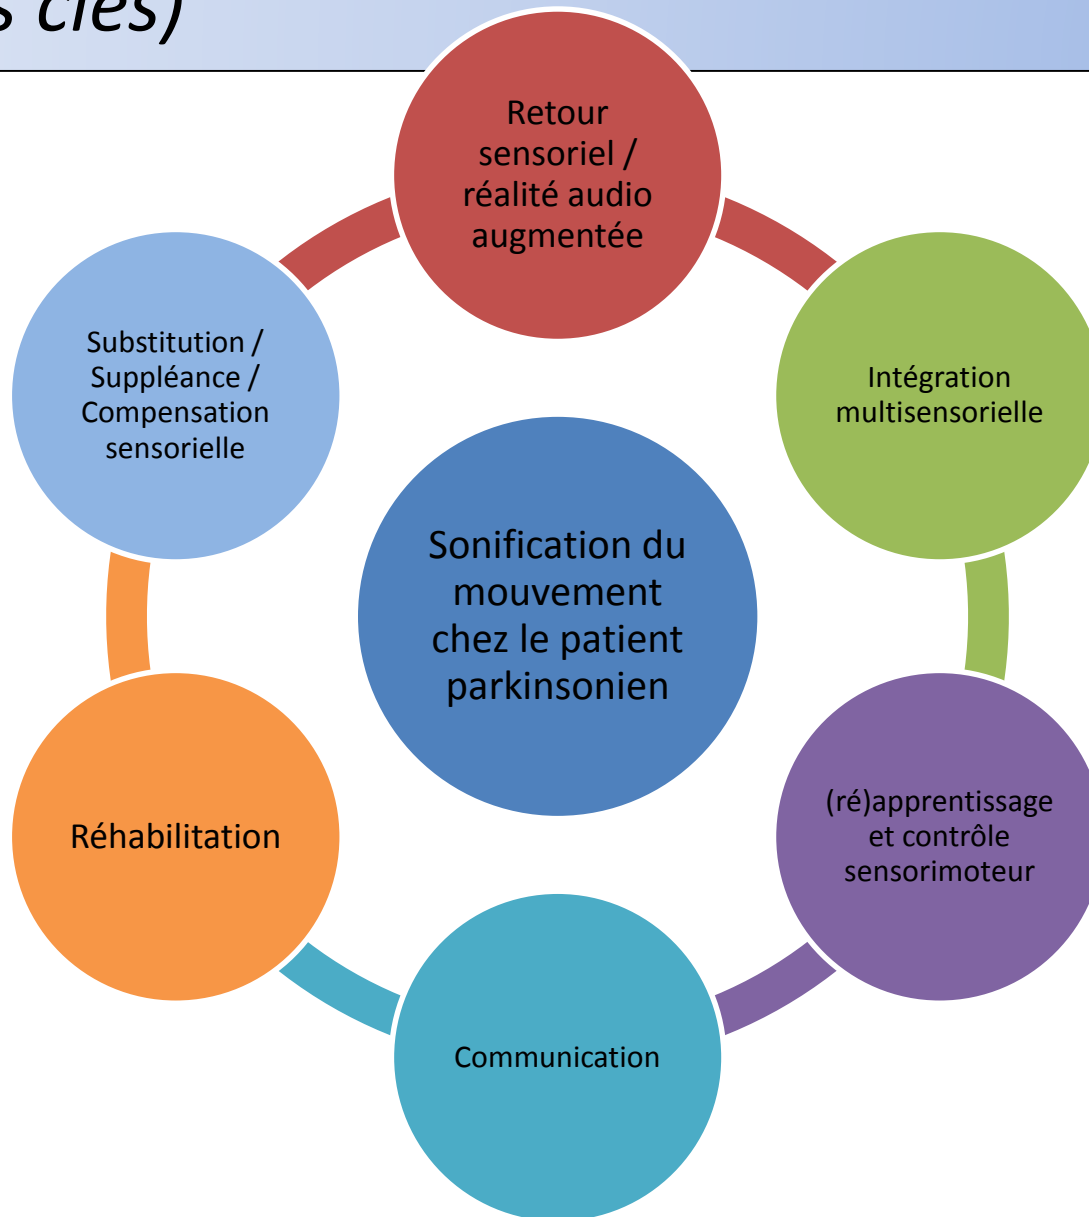 s clés)
Retour
sensoriel /
réalité audio
augmentée
Substitution /
Suppléance /
Compensation
sensorielle
Intégration
multisensorielle
Sonification du
mouvement
chez le patient
parkinsonien
(ré)apprentissage
et contrôle
sensorimoteur
Réhabilitation
Communication